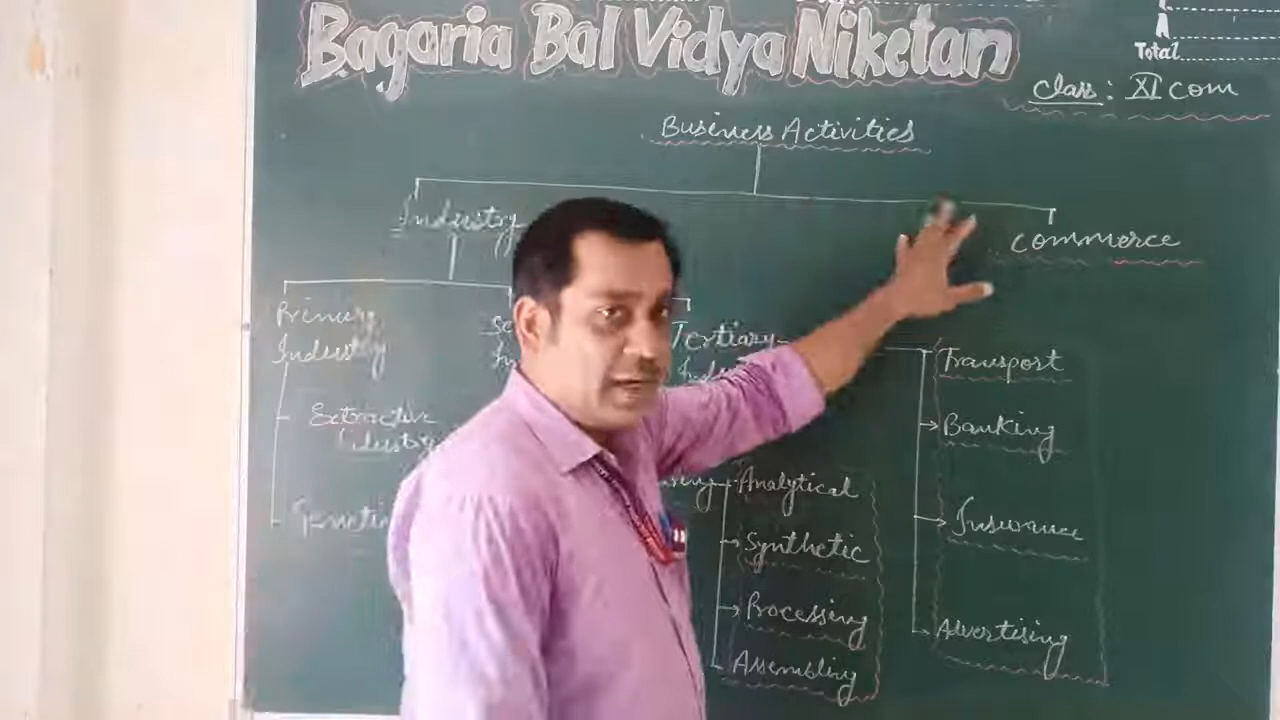 Bagaria Bal Vidya Niketan
Total
class: XI com
Business Activities
Industry
Commerce
Primary
Industry
Tertiary
Extractive
Industry
Transport
Banking
Insurance
Advertising
Analytical
Synthetic
Processing
Assembling